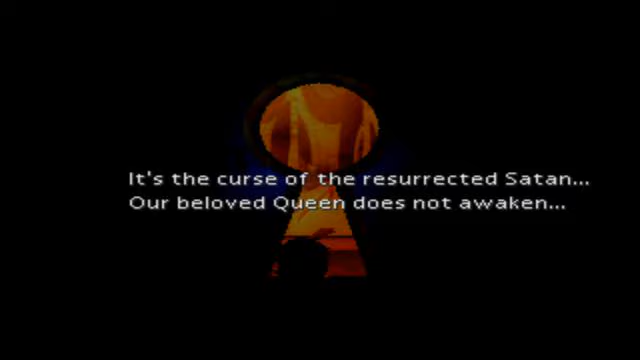 It's the curse of the resurrected Satan...
Our beloved Queen does not awaken...